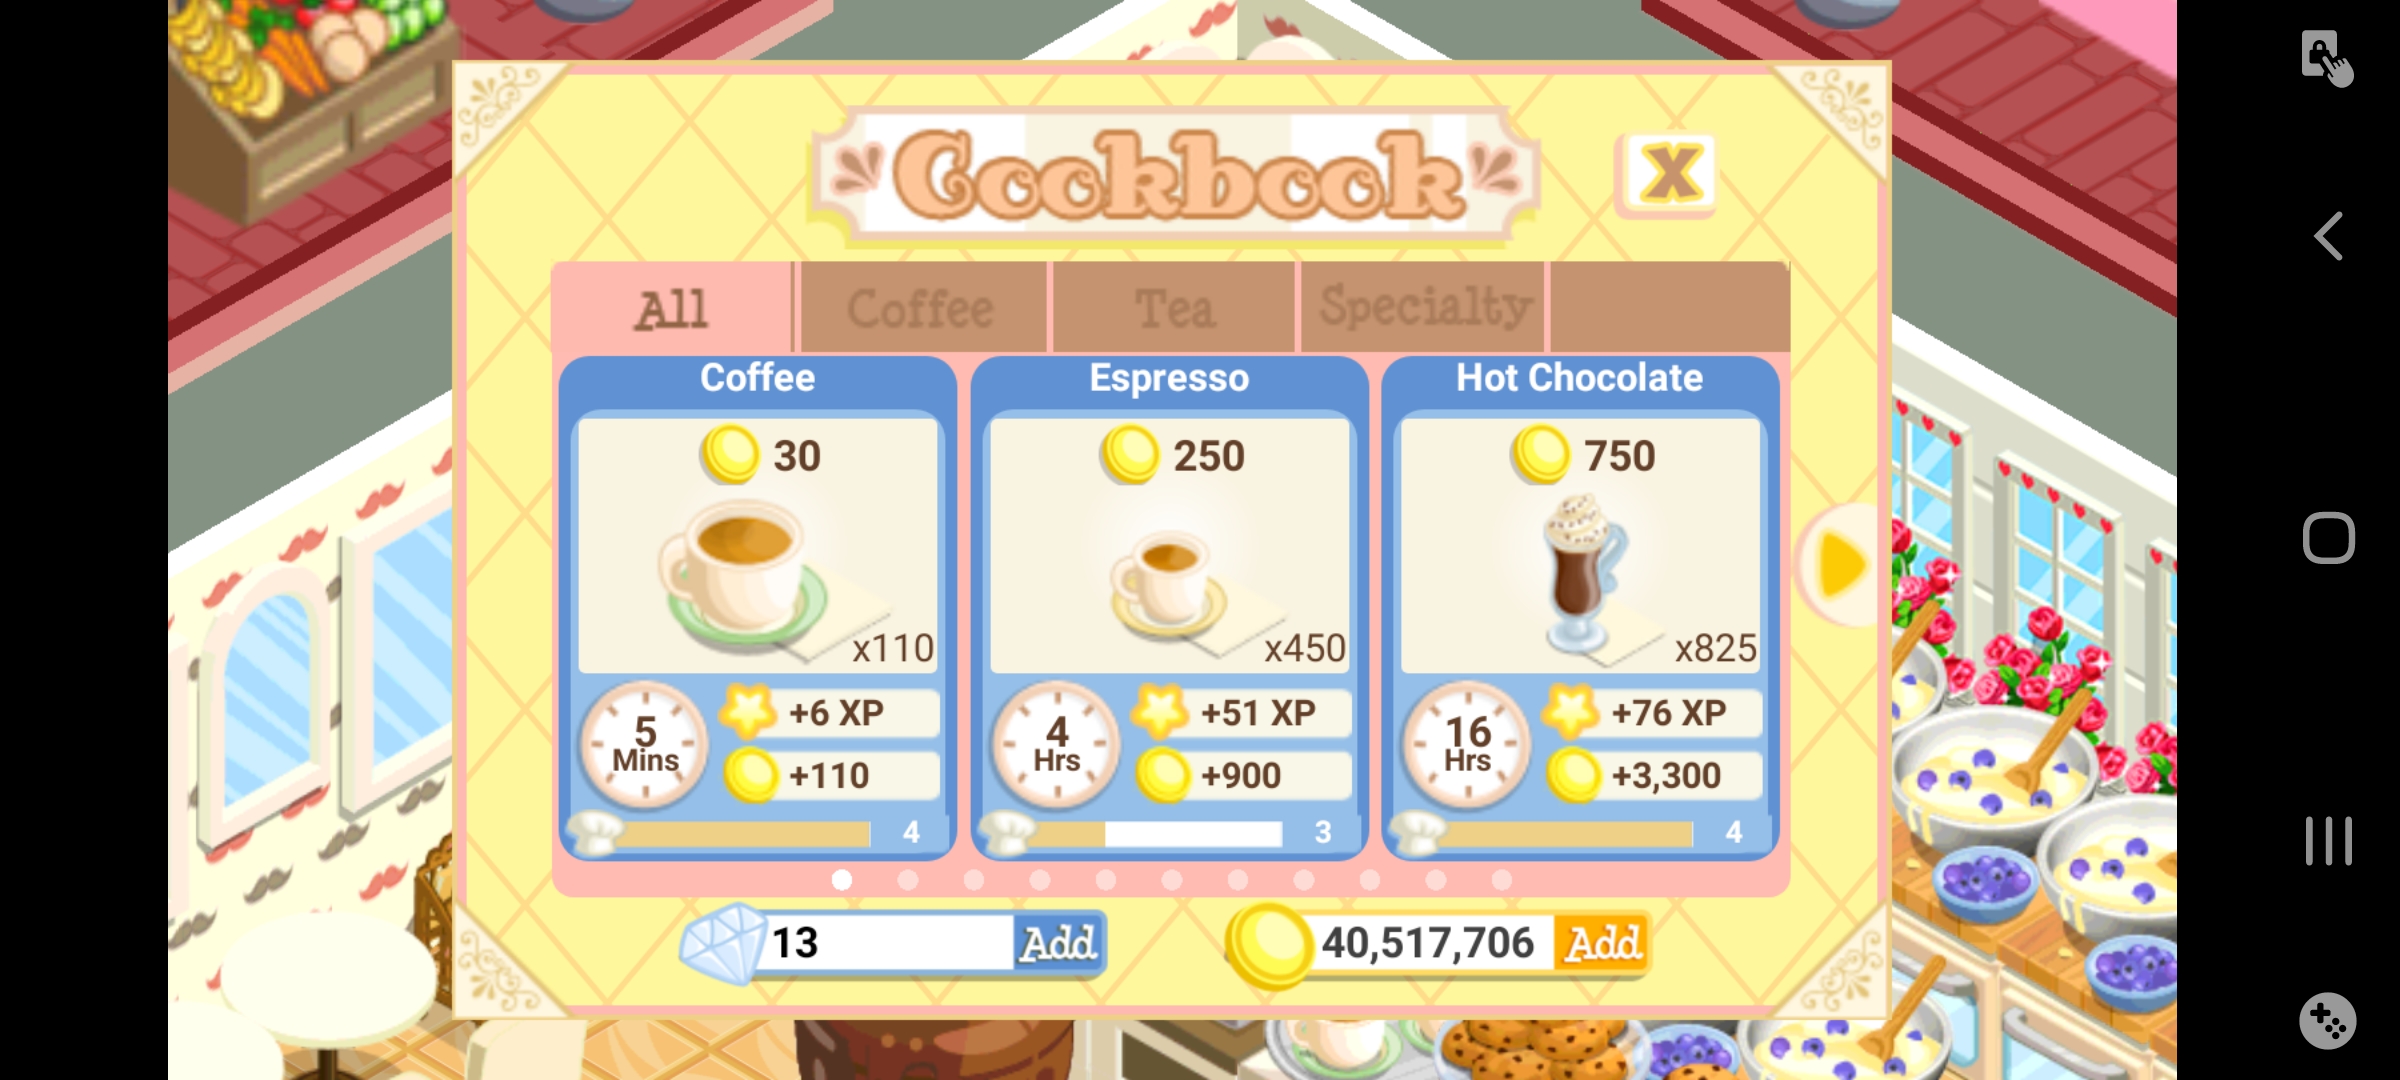 Cookbook
X
All
Coffee
Tea
Specialty
Coffee
30
x110
5
Mins
+6 XP
+110
4
Espresso
250
x450
4
Hrs
+51 XP
+900
3
Hot Chocolate
750
x825
16
Hrs
+76 XP
+3,300
4
13
Add
40,517,706
Add